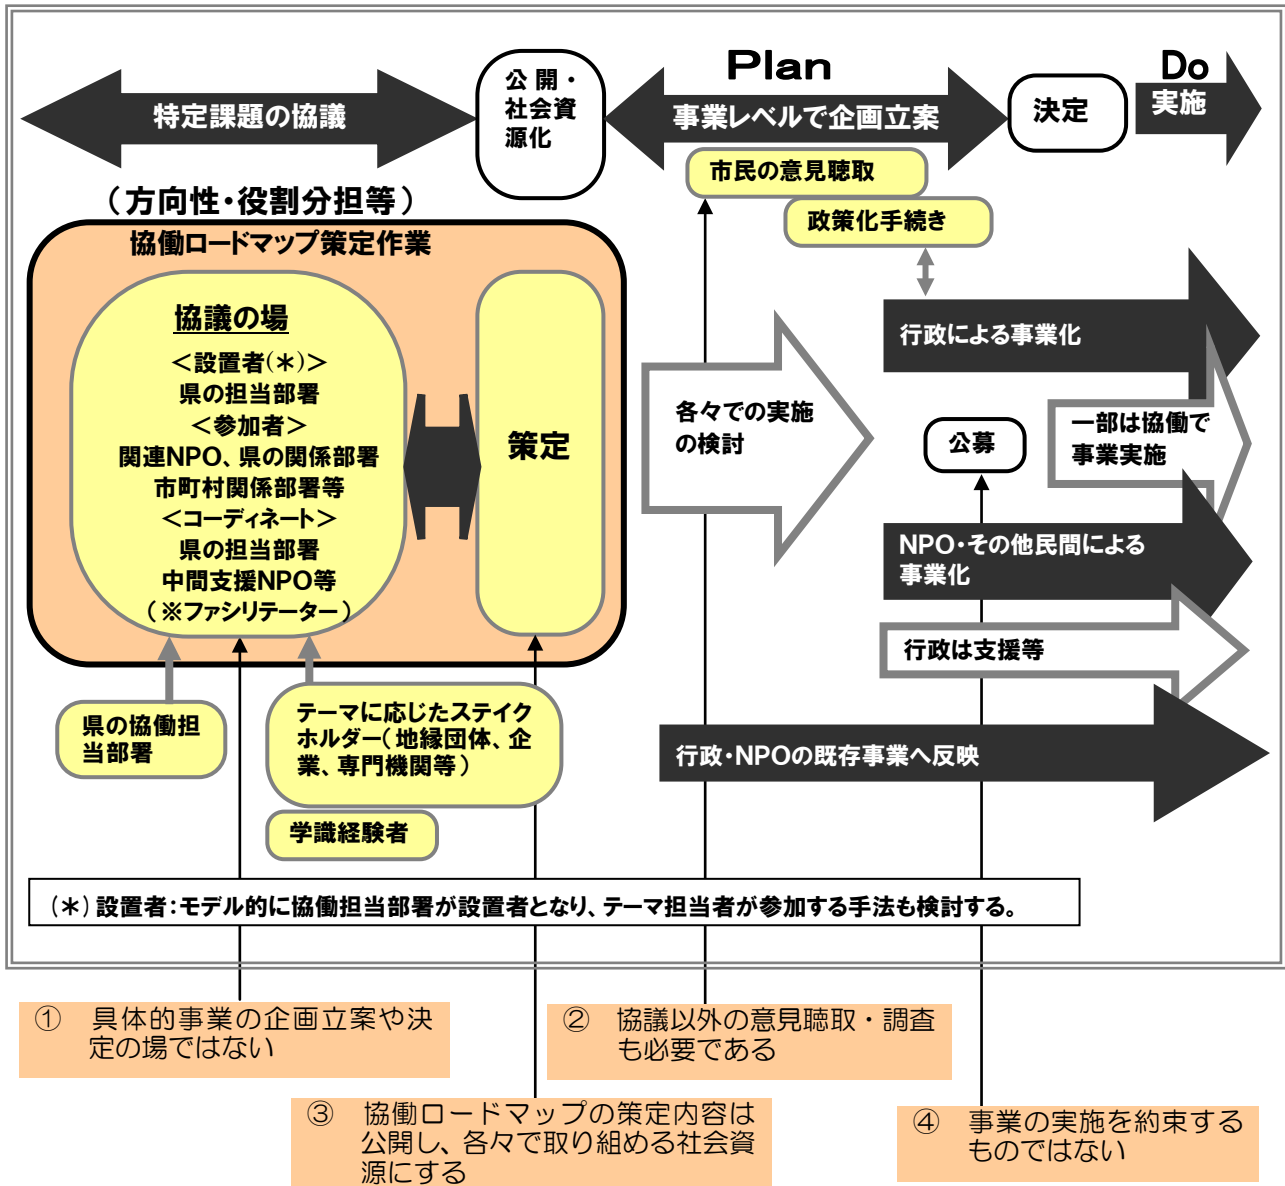 特定課題の協議
公 開・
社会資
源化
Plan
事業レベルで企画立案
決定
Do
実施
（方向性・役割分担等）
市民の意見聴取
政策化手続き
協働ロードマップ策定作業
協議の場
＜設置者(＊)＞
県の担当部署
＜参加者＞
関連NPO、県の関係部署
市町村関係部署等
＜コーディネート＞
県の担当部署
中間支援NPO等
（※ファシリテーター）
策定
各々での実施
の検討
行政による事業化
一部は協働で
事業実施
公募
NPO・その他民間による
事業化
行政は支援等
行政・NPOの既存事業へ反映
県の協働担
当部署
テーマに応じたステイク
ホルダー（地縁団体、企
業、専門機関等）
学識経験者
(＊) 設置者：モデル的に協働担当部署が設置者となり、テーマ担当者が参加する手法も検討する。
① 具体的事業の企画立案や決
定の場ではない
② 協議以外の意見聴取・調査
も必要である
③ 協働ロードマップの策定内容は
公開し、各々で取り組める社会資
源にする
④ 事業の実施を約束する
ものではない